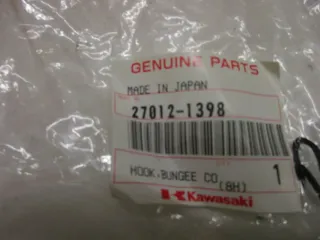 GENUINE PARTS
MADE IN JAPAN
27012-1398
HOOK,BUNGEE CO
(8H) 1
Kawasaki